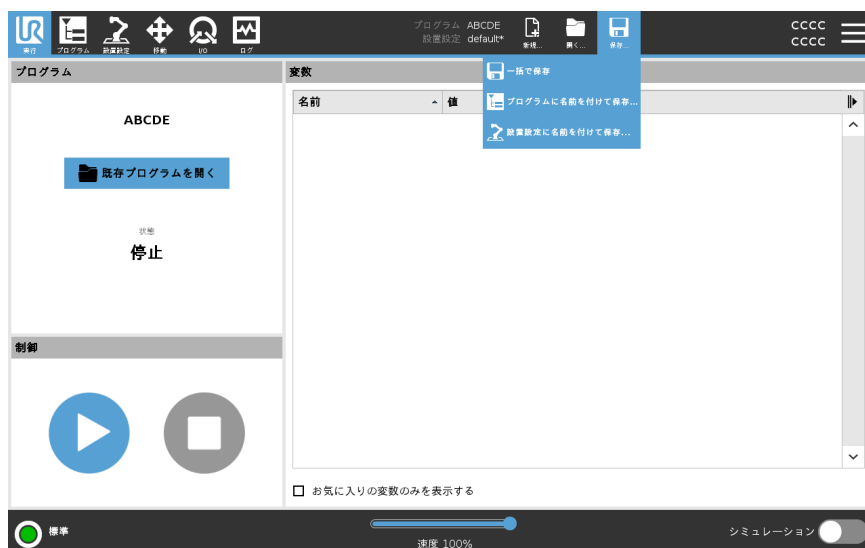 UR
実行 プログラム 設置設定 移動 I/O ログ
プログラム ABCDE
設置設定 default*
新規... 開く... 保存...
CCCC
CCCC
プログラム
ABCDE
既存プログラムを開く
状態
停止
制御
変数
名前 値
一括で保存
プログラムに名前を付けて保存...
設置設定に名前を付けて保存...
お気に入りの変数のみを表示する
標準
速度 100%
シミュレーション